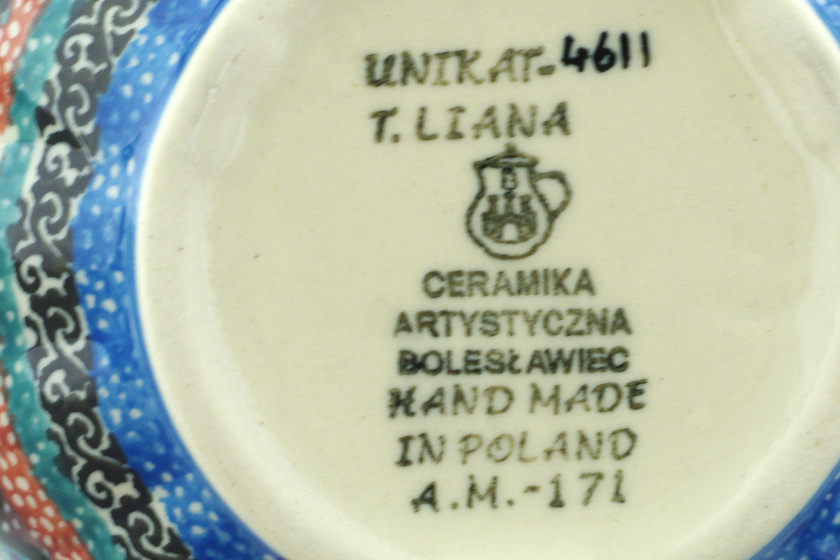 UNIKAT-4611
T. LIANA
B
CERAMIKA
ARTYSTYCZNA
BOLESŁAWIEC
HAND MADE
IN POLAND
A.M.-171